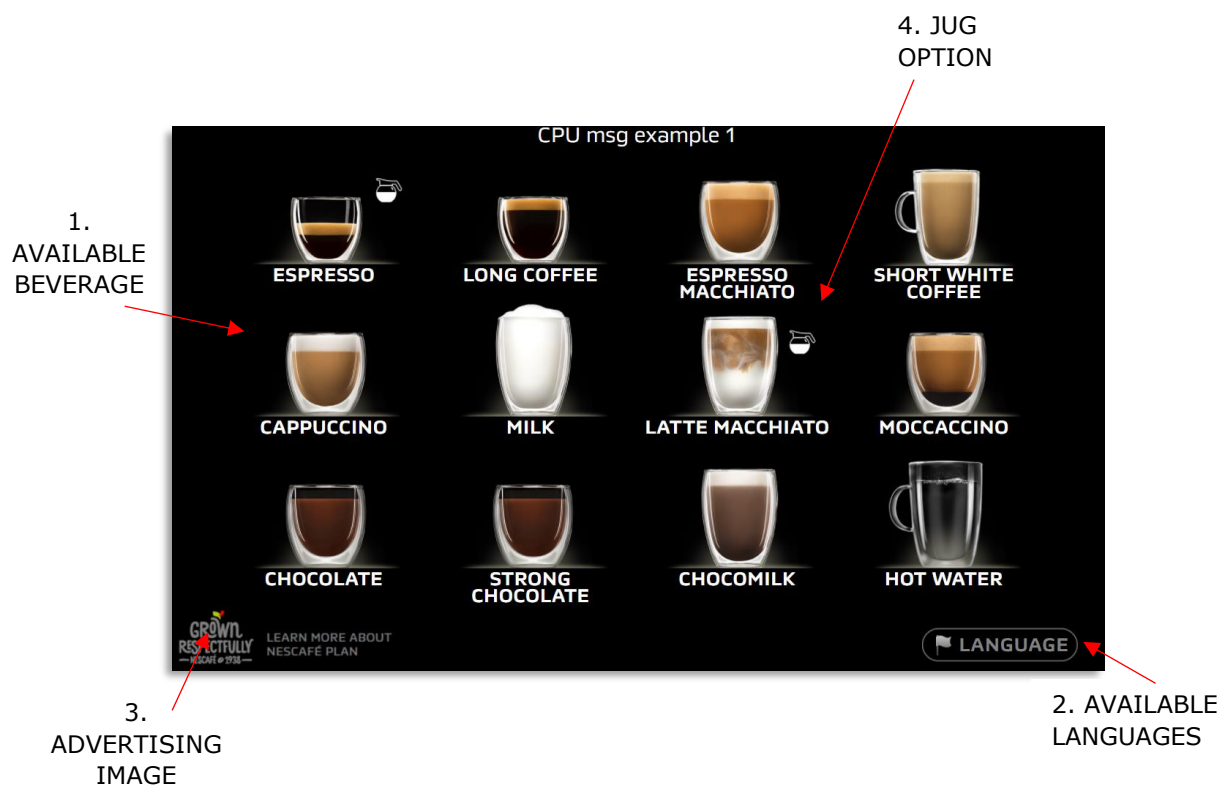 4. JUG
OPTION
CPU msg example 1
1.
AVAILABLE
BEVERAGE
ESPRESSO
LONG COFFEE
ESPRESSO
MACCHIATO
SHORT WHITE
COFFEE
CAPPUCCINO
MILK
LATTE MACCHIATO
MOCCACCINO
CHOCOLATE
STRONG
CHOCOLATE
CHOCOMILK
HOT WATER
GROWN
RESPECTFULLY
NESCAFÉ @ 1938
LEARN MORE ABOUT
NESCAFÉ PLAN
LANGUAGE
3.
ADVERTISING
IMAGE
2. AVAILABLE
LANGUAGES